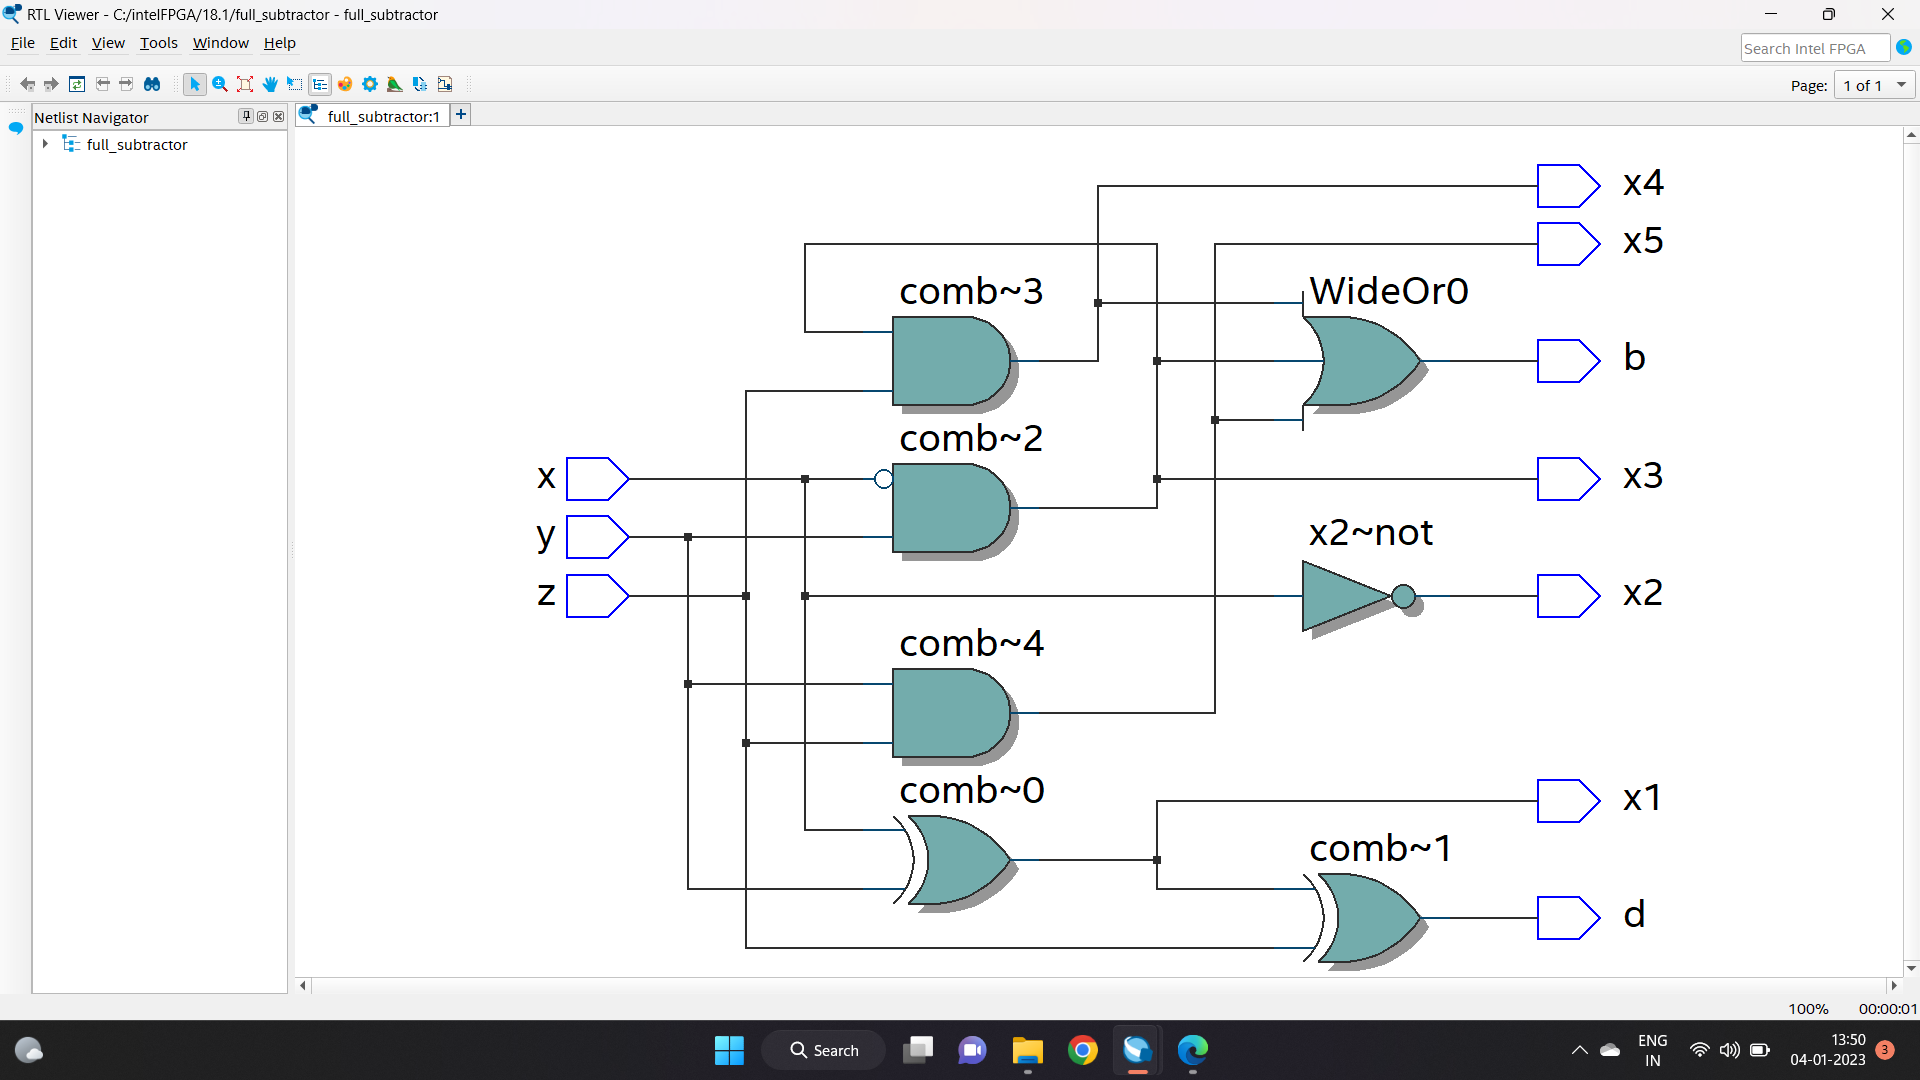 RTL Viewer - C:/intelFPGA/18.1/full_subtractor - full_subtractor
File Edit View Tools Window Help
Search Intel FPGA
Page: 1 of 1
Netlist Navigator
full_subtractor:1
full_subtractor
x4
x5
comb~3
WideOr0
b
comb~2
x
x3
y
x2~not
z
x2
comb~4
comb~0
x1
comb~1
d
100% 00:00:01
Search
ENG
IN
13:50
04-01-2023
3